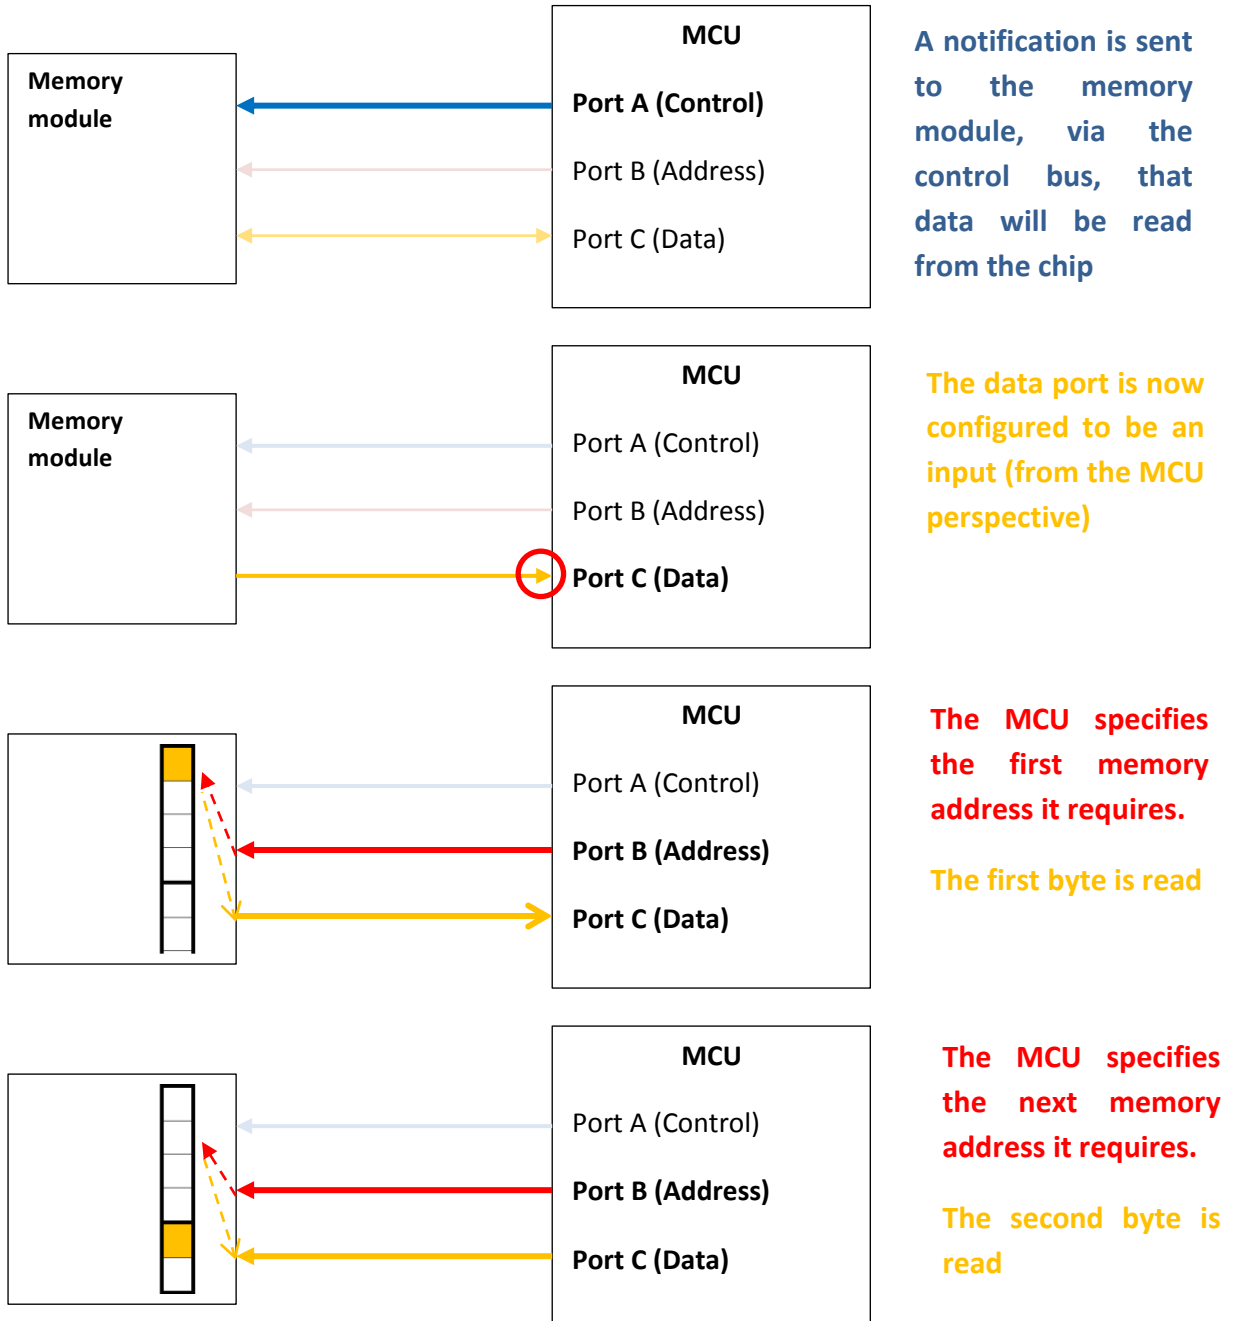 MCU
Memory
module
Port A (Control)
Port B (Address)
Port C (Data)
A notification is sent
to the memory
module, via the
control bus, that
data will be read
from the chip
MCU
Memory
module
Port A (Control)
Port B (Address)
Port C (Data)
The data port is now
configured to be an
input (from the MCU
perspective)
MCU
Port A (Control)
Port B (Address)
Port C (Data)
The MCU specifies
the first memory
address it requires.
The first byte is read
MCU
Port A (Control)
Port B (Address)
Port C (Data)
The MCU specifies
the next memory
address it requires.
The second byte is
read